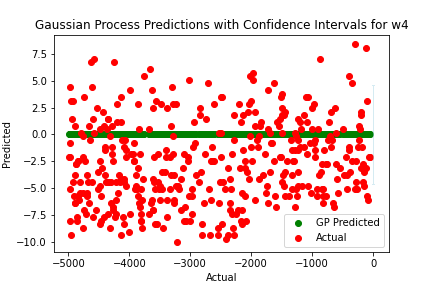 Gaussian Process Predictions with Confidence Intervals for w4
Predicted
7.5
5.0
2.5
0.0
−2.5
−5.0
−7.5
−10.0
GP Predicted
Actual
−5000 −4000 −3000 −2000 −1000 0
Actual